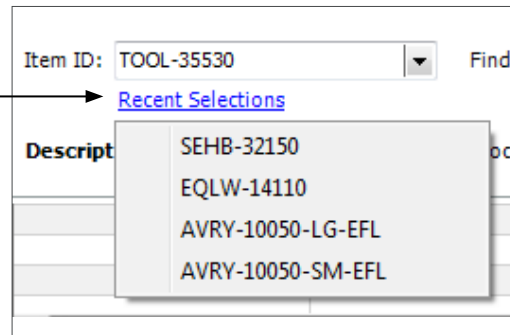 Item ID: TOOL-35530 Find
Recent Selections
Descript
SEHB-32150
EQLW-14110
AVRY-10050-LG-EFL
AVRY-10050-SM-EFL